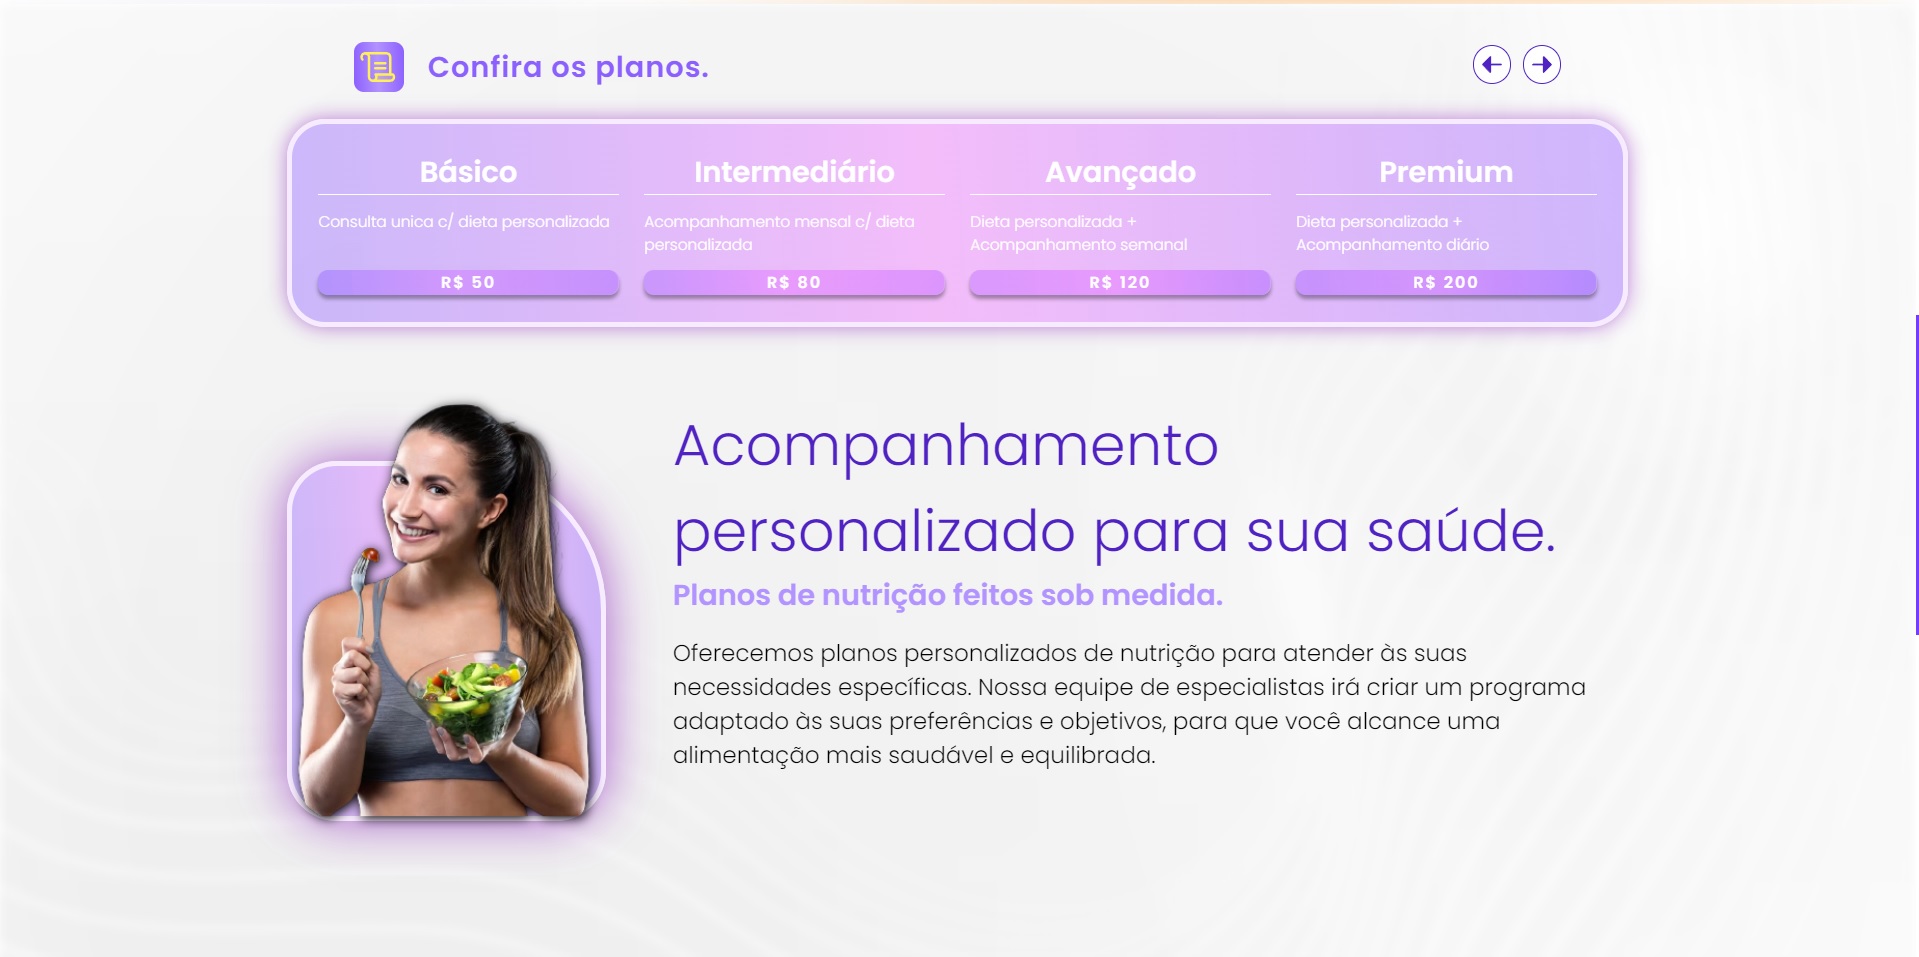 Confira os planos.
Básico
Consulta unica c/ dieta personalizada
R$ 50
Intermediário
Acompanhamento mensal c/ dieta
personalizada
R$ 80
Avançado
Dieta personalizada +
Acompanhamento semanal
R$ 120
Premium
Dieta personalizada +
Acompanhamento diário
R$ 200
Acompanhamento
personalizado para sua saúde.
Planos de nutrição feitos sob medida.
Oferecemos planos personalizados de nutrição para atender às suas
necessidades específicas. Nossa equipe de especialistas irá criar um programa
adaptado às suas preferências e objetivos, para que você alcance uma
alimentação mais saudável e equilibrada.